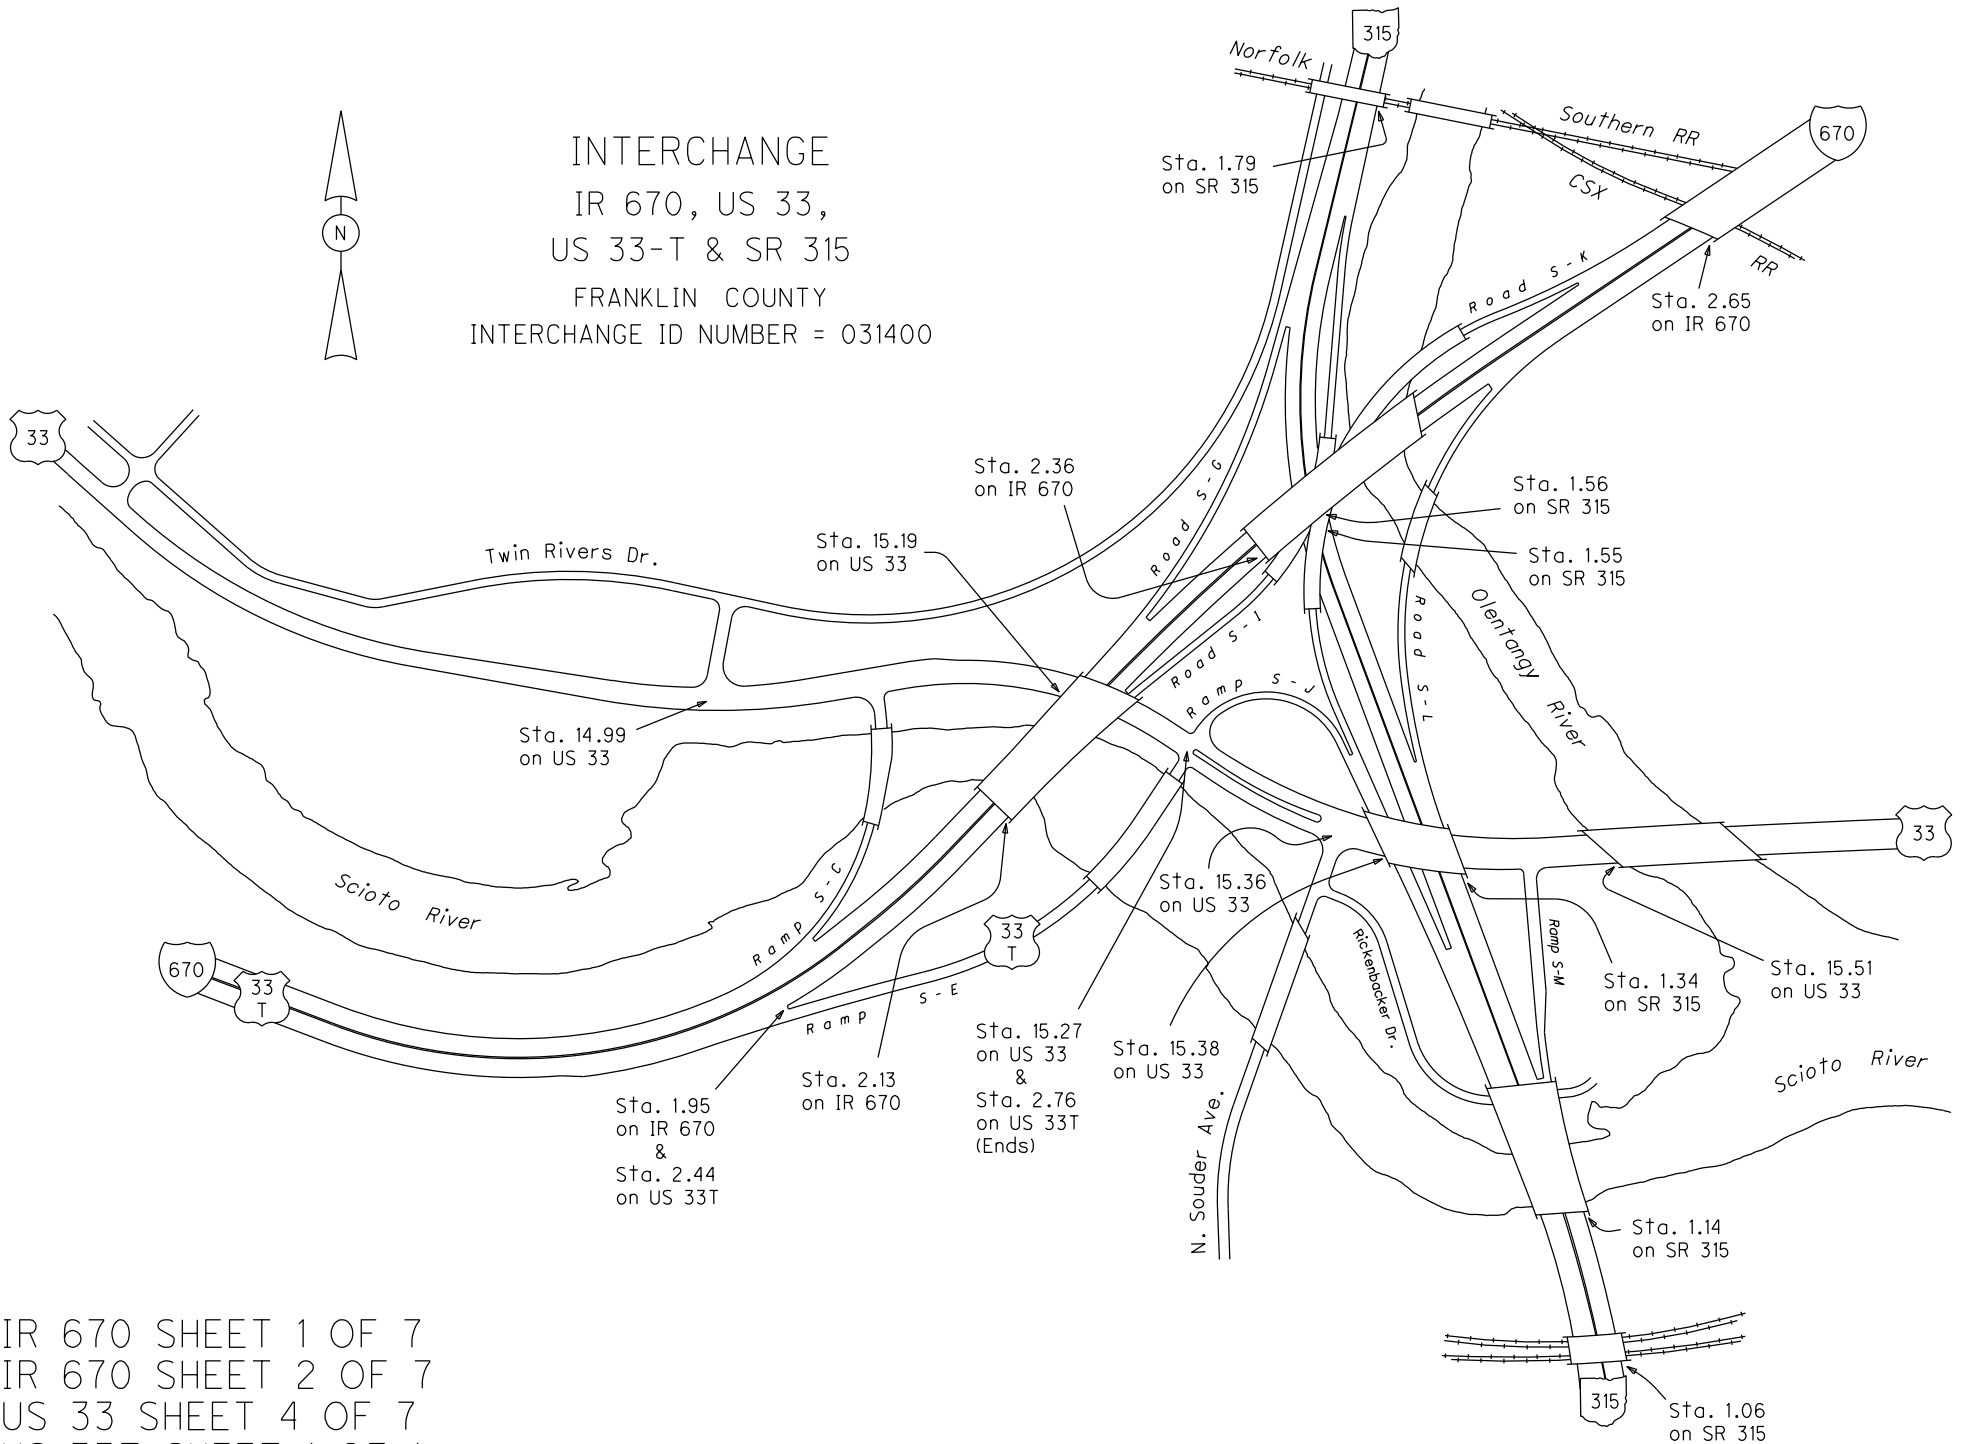 315
Norfolk
Southern RR
670
CSX
RR
INTERCHANGE
IR 670, US 33,
US 33-T & SR 315
FRANKLIN COUNTY
INTERCHANGE ID NUMBER = 031400
N
Sta. 1.79
on SR 315
Road S-K
Sta. 2.65
on IR 670
33
Sta. 2.36
on IR 670
Road S-G
Sta. 1.56
on SR 315
Sta. 15.19
on US 33
Twin Rivers Dr.
Sta. 1.55
on SR 315
Road S-I
Road S-L
Olentangy River
Ramp S-J
Sta. 14.99
on US 33
33
Scioto River
Ramp S-C
Sta. 15.36
on US 33
33
T
Ramp S-M
Rickenbacker Dr.
670
33
T
Sta. 1.34
on SR 315
Sta. 15.51
on US 33
Ramp S-E
Sta. 15.27
on US 33
&
Sta. 2.76
on US 33T
(Ends)
Sta. 15.38
on US 33
Sta. 2.13
on IR 670
Scioto River
Sta. 1.95
on IR 670
&
Sta. 2.44
on US 33T
N. Souder Ave.
Sta. 1.14
on SR 315
IR 670 SHEET 1 OF 7
IR 670 SHEET 2 OF 7
US 33 SHEET 4 OF 7
315
Sta. 1.06
on SR 315